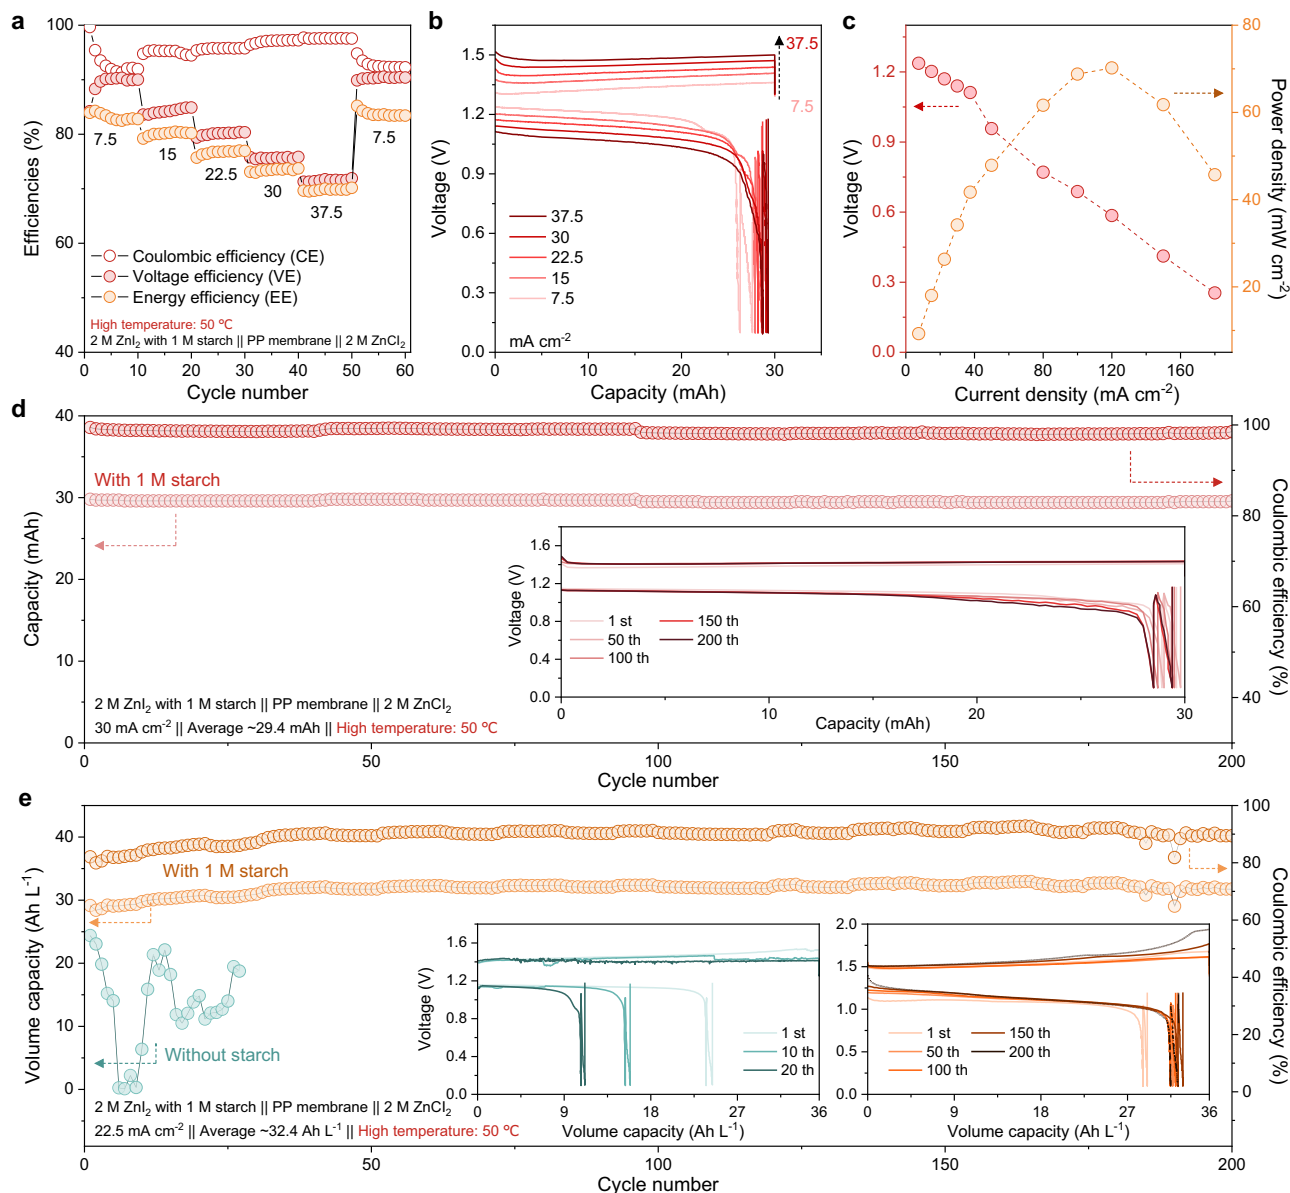 a
100
80
60
40
Efficiencies (%)
7.5
15
22.5
30
37.5
7.5
Coulombic efficiency (CE)
Voltage efficiency (VE)
Energy efficiency (EE)
High temperature: 50 ºC
2 M ZnI2 with 1 M starch || PP membrane || 2 M ZnCl2
0 10 20 30 40 50 60
Cycle number
b
1.5
1.2
0.9
0.6
0.3
0.0
Voltage (V)
37.5
7.5
37.5
30
22.5
15
7.5
mA cm-2
0 10 20 30
Capacity (mAh)
c
1.2
0.9
0.6
0.3
0.0
Voltage (V)
80
60
40
20
Power density (mW cm-2)
0 40 80 120 160
Current density (mA cm-2)
d
40
30
20
10
0
Capacity (mAh)
With 1 M starch
100
80
60
40
Coulombic efficiency (%)
1.6
1.2
0.8
0.4
0.0
Voltage (V)
1 st
50 th
100 th
150 th
200 th
0 10 20 30
Capacity (mAh)
2 M ZnI2 with 1 M starch || PP membrane || 2 M ZnCl2
30 mA cm-2 || Average ~29.4 mAh || High temperature: 50 ºC
0 50 100 150 200
Cycle number
e
40
30
20
10
0
Volume capacity (Ah L-1)
With 1 M starch
Without starch
100
80
60
40
20
0
Coulombic efficiency (%)
1.6
1.2
0.8
0.4
0.0
Voltage (V)
1 st
10 th
20 th
0 9 18 27 36
Volume capacity (Ah L-1)
2.0
1.5
1.0
0.5
0.0
Voltage (V)
1 st
50 th
100 th
150 th
200 th
0 9 18 27 36
Volume capacity (Ah L-1)
2 M ZnI2 with 1 M starch || PP membrane || 2 M ZnCl2
22.5 mA cm-2 || Average ~32.4 Ah L-1 || High temperature: 50 ºC
0 50 100 150 200
Cycle number